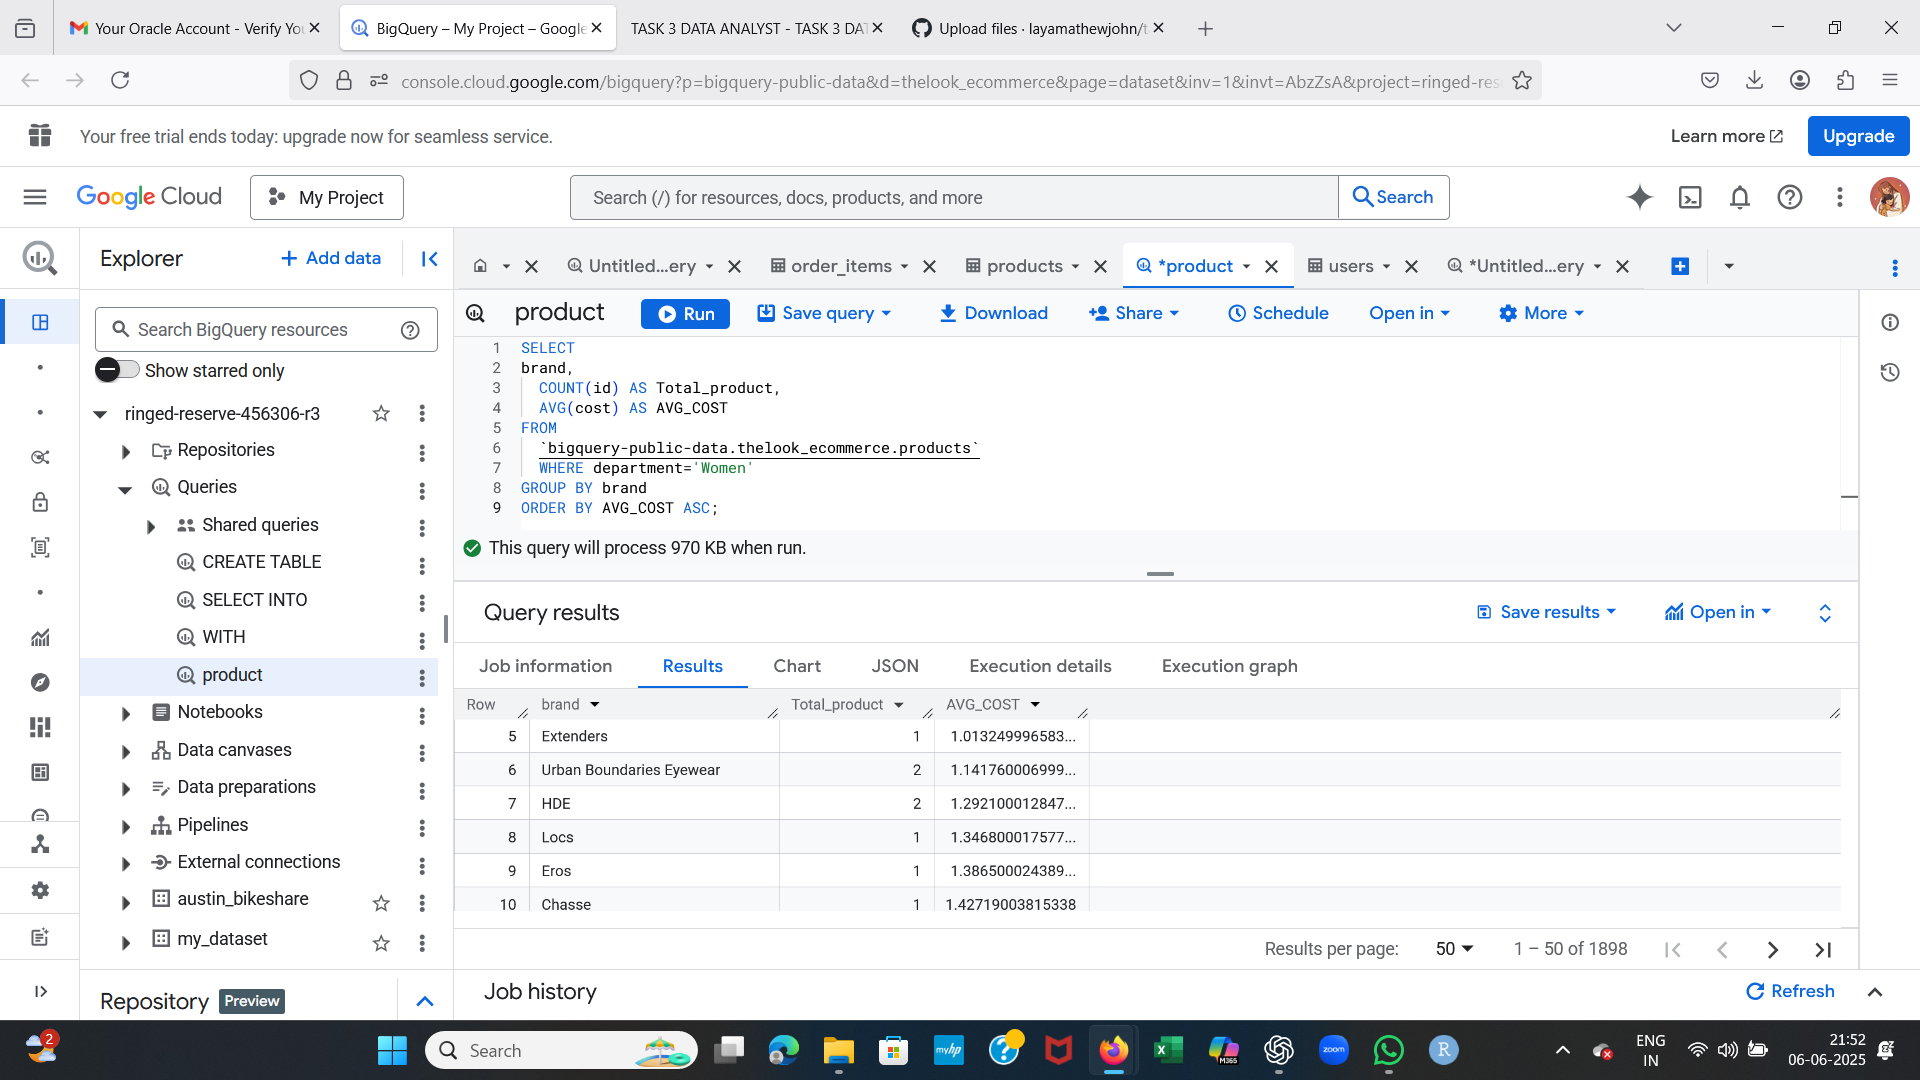 Your Oracle Account - Verify Yo
BigQuery – My Project – Google
TASK 3 DATA ANALYST - TASK 3 DAT
Upload files · layamathewjohn/t
console.cloud.google.com/bigquery?p=bigquery-public-data&d=thelook_ecommerce&page=dataset&inv=1&invt=AbzZsA&project=ringed-res
Your free trial ends today: upgrade now for seamless service.
Learn more
Upgrade
Google Cloud
My Project
Search (/) for resources, docs, products, and more
Search
Explorer
+ Add data
Untitled...ery
order_items
products
*product
users
*Untitled...ery
product
Run
Save query
Download
Share
Schedule
Open in
More
Search BigQuery resources
Show starred only
ringed-reserve-456306-r3
Repositories
Queries
Shared queries
CREATE TABLE
SELECT INTO
WITH
product
Notebooks
Data canvases
Data preparations
Pipelines
External connections
austin_bikeshare
my_dataset
Repository Preview
1 SELECT
2 brand,
3 COUNT(id) AS Total_product,
4 AVG(cost) AS AVG_COST
5 FROM
6 `bigquery-public-data.thelook_ecommerce.products`
7 WHERE department='Women'
8 GROUP BY brand
9 ORDER BY AVG_COST ASC;
This query will process 970 KB when run.
Query results
Save results
Open in
Job information Results Chart JSON Execution details Execution graph
Row brand Total_product AVG_COST
5 Extenders 1 1.013249996583...
6 Urban Boundaries Eyewear 2 1.141760006999...
7 HDE 2 1.292100012847...
8 Locs 1 1.346800017577...
9 Eros 1 1.386500024389...
10 Chasse 1 1.42719003815338
Results per page: 50 1 – 50 of 1898
Job history
Refresh
2
Search
myhp
M365
zoom
R
ENG
IN
21:52
06-06-2025